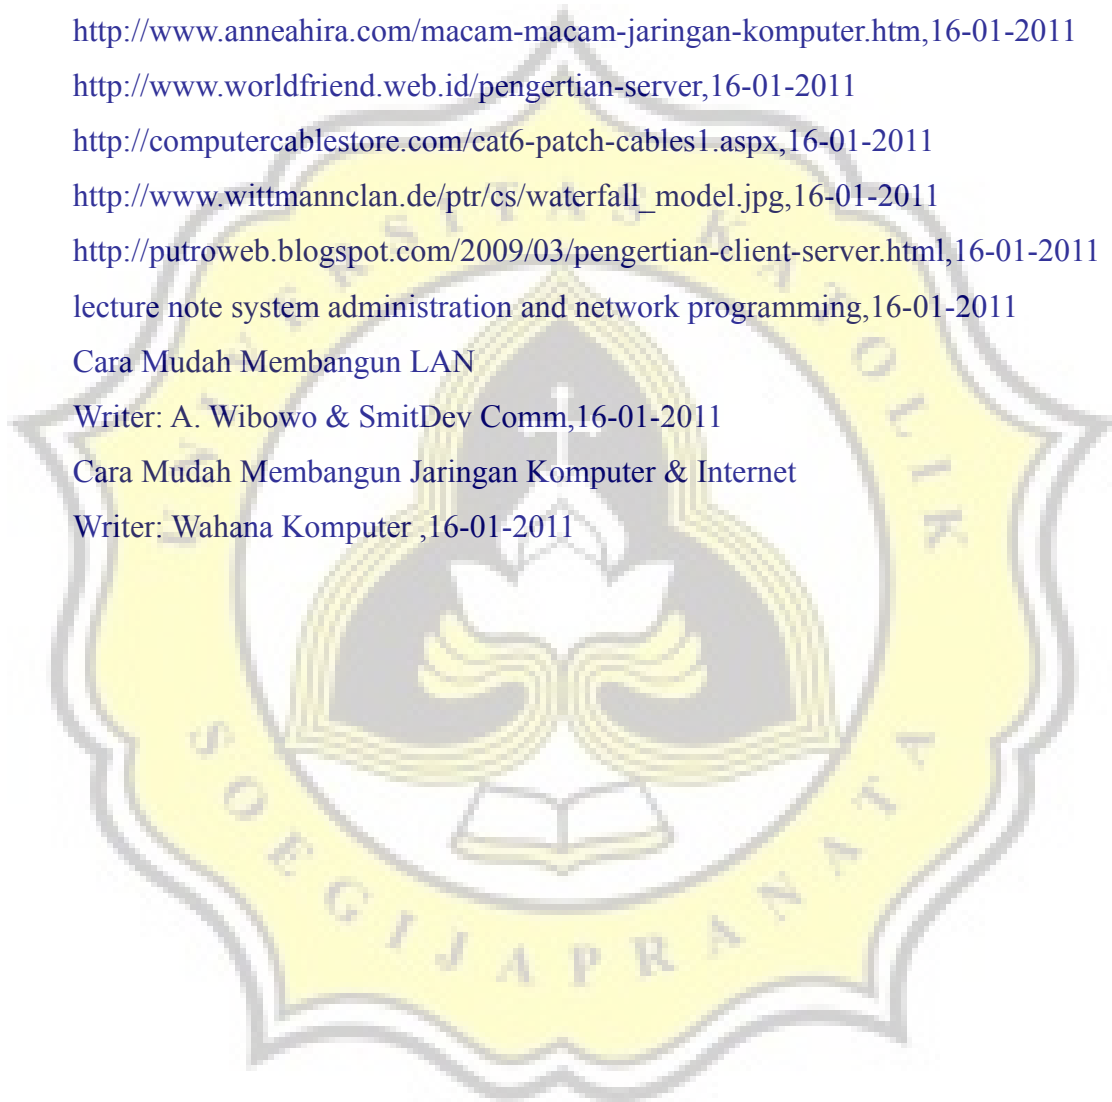 http://www.anneahira.com/macam-macam-jaringan-komputer.htm,16-01-2011
http://www.worldfriend.web.id/pengertian-server,16-01-2011
http://computercablestore.com/cat6-patch-cables1.aspx,16-01-2011
http://www.wittmannclan.de/ptr/cs/waterfall_model.jpg,16-01-2011
http://putroweb.blogspot.com/2009/03/pengertian-client-server.html,16-01-2011
lecture note system administration and network programming,16-01-2011
Cara Mudah Membangun LAN
Writer: A. Wibowo & SmitDev Comm,16-01-2011
Cara Mudah Membangun Jaringan Komputer & Internet
Writer: Wahana Komputer ,16-01-2011
UNIVERSITAS KATOLIK
SOEGIJAPRANATA